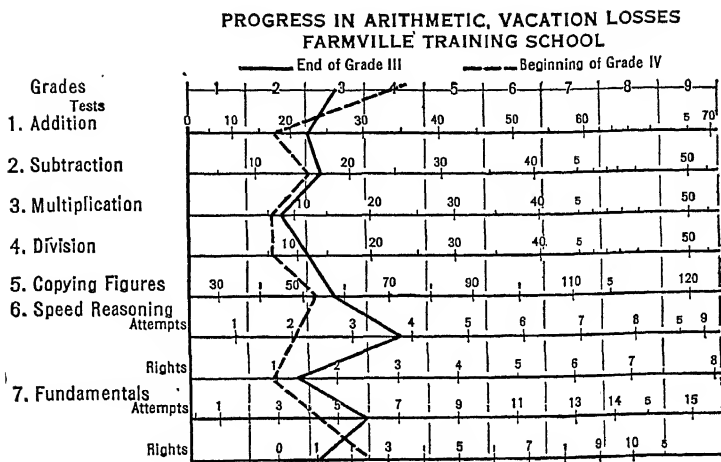 PROGRESS IN ARITHMETIC, VACATION LOSSES
FARMVILLE TRAINING SCHOOL
End of Grade III Beginning of Grade IV
Grades 1 2 3 4 5 6 7 8 9
Tests
0 10 20 30 40 50 60 5 70
1. Addition
10 20 30 40 5 50
2. Subtraction
10 20 30 40 5 50
3. Multiplication
10 20 30 40 5 50
4. Division
30 50 70 90 110 5 120
5. Copying Figures
6. Speed Reasoning
Attempts 1 2 3 4 5 6 7 8 5 9
Rights 1 2 3 4 5 6 7 8
7. Fundamentals
Attempts 1 3 5 7 9 11 13 14 5 15
Rights 0 1 3 5 7 1 9 10 5